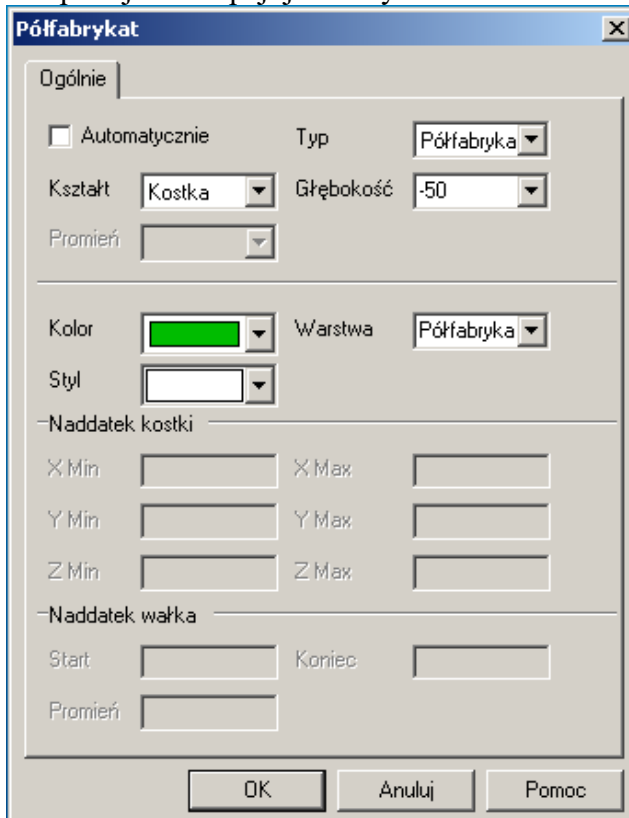 Półfabrykat
Ogólnie
Automatycznie Typ Półfabryka
Kształt Kostka Głębokość -50
Promień
Kolor Warstwa Półfabryka
Styl
Naddatek kostki
X Min X Max
Y Min Y Max
Z Min Z Max
Naddatek wałka
Start Koniec
Promień
OK Anuluj Pomoc